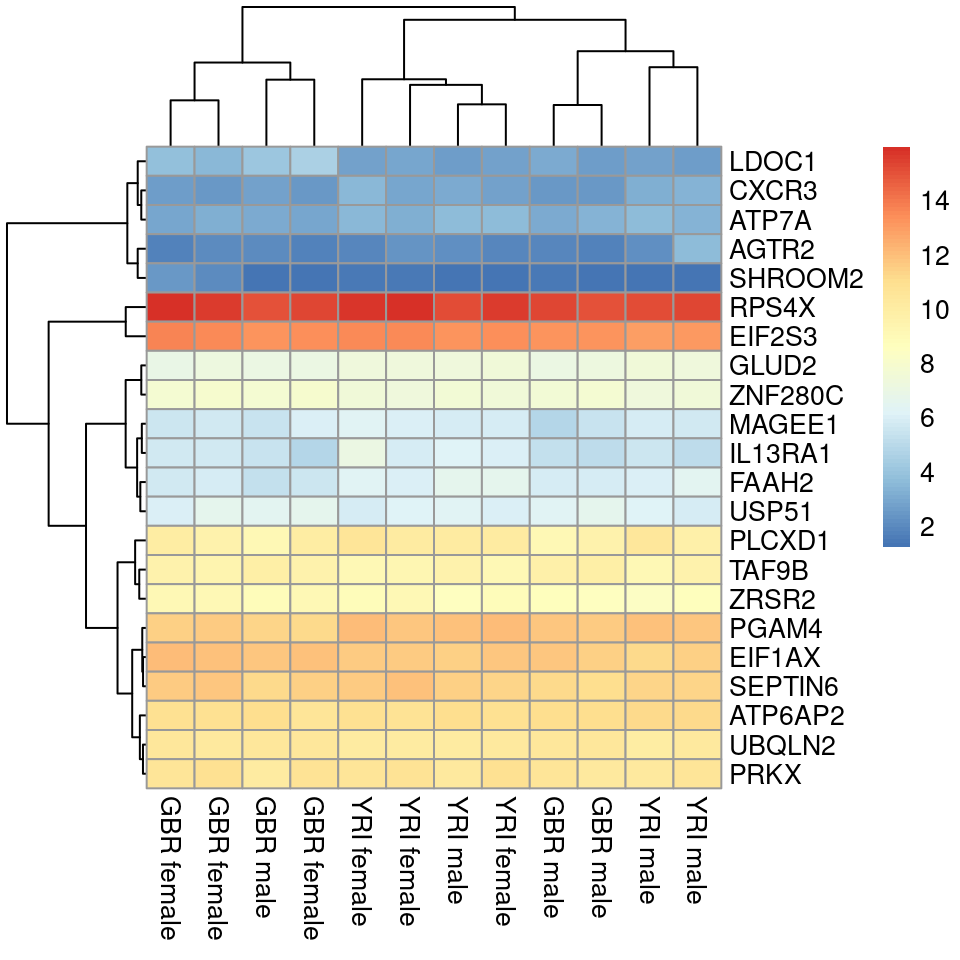 LDOC1
CXCR3
ATP7A
AGTR2
SHROOM2
RPS4X
EIF2S3
GLUD2
ZNF280C
MAGEE1
IL13RA1
FAAH2
USP51
PLCXD1
TAF9B
ZRSR2
PGAM4
EIF1AX
SEPTIN6
ATP6AP2
UBQLN2
PRKX
14
12
10
8
6
4
2
GBR female
GBR female
GBR male
GBR female
YRI female
YRI female
YRI male
YRI female
GBR male
GBR male
YRI male
YRI male